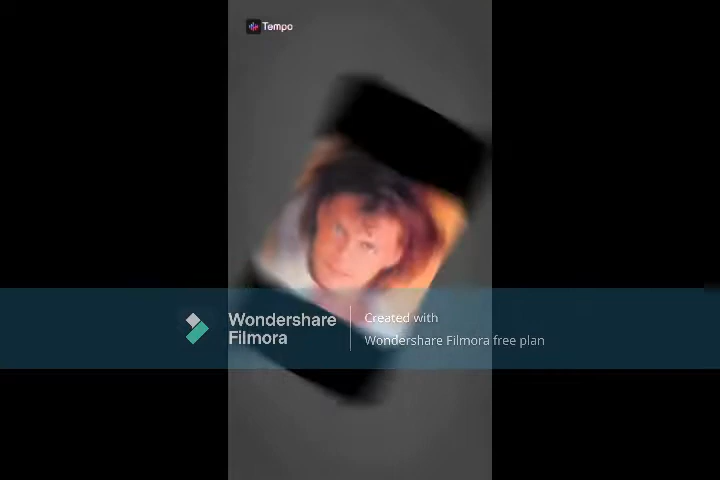 Tempo
Wondershare
Filmora
Created with
Wondershare Filmora free plan